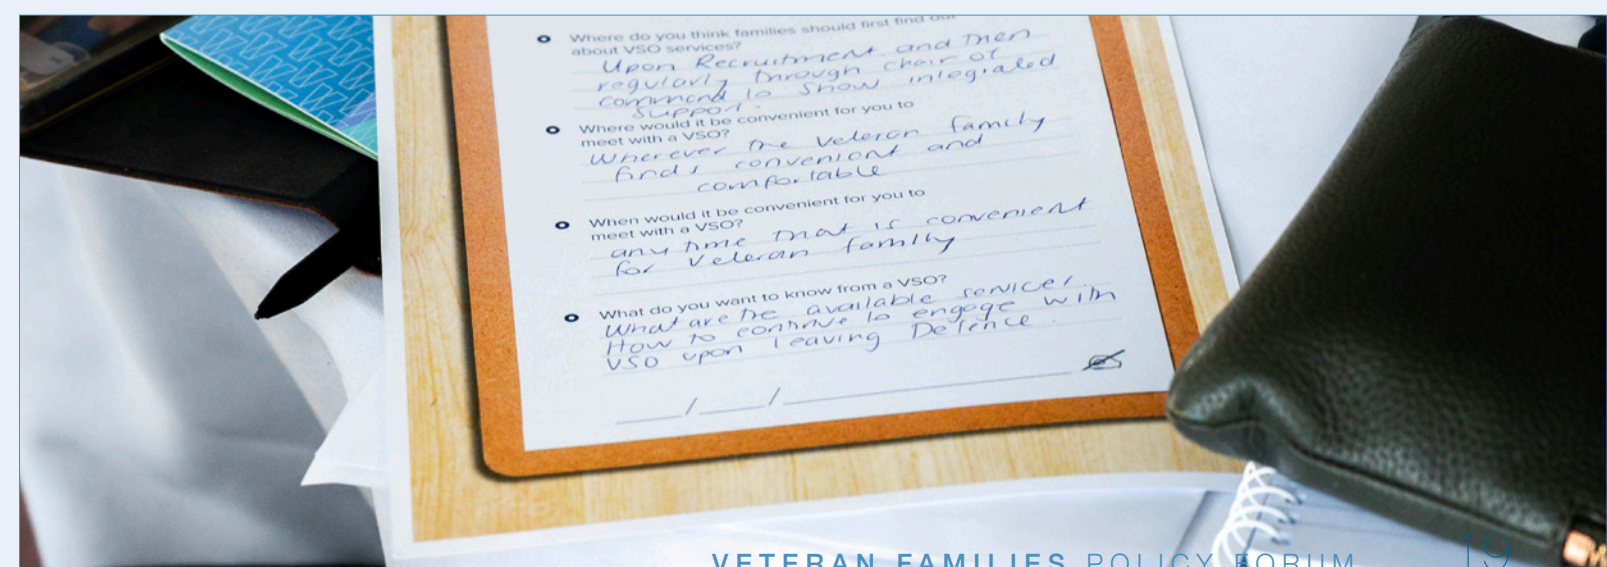 Where do you think families should first find out
about VSO services?
Upon Recruitment and then
regularly through chair of
command to show integrated
support.
Where would it be convenient for you to
meet with a VSO?
Wherever the veteran family
finds convenient and
comfortable
When would it be convenient for you to
meet with a VSO?
any time that is convenient
for veteran family
What do you want to know from a VSO?
What are the available services.
How to continue to engage with
VSO upon leaving Defence.
VETERAN FAMILIES POLICY FORUM 19